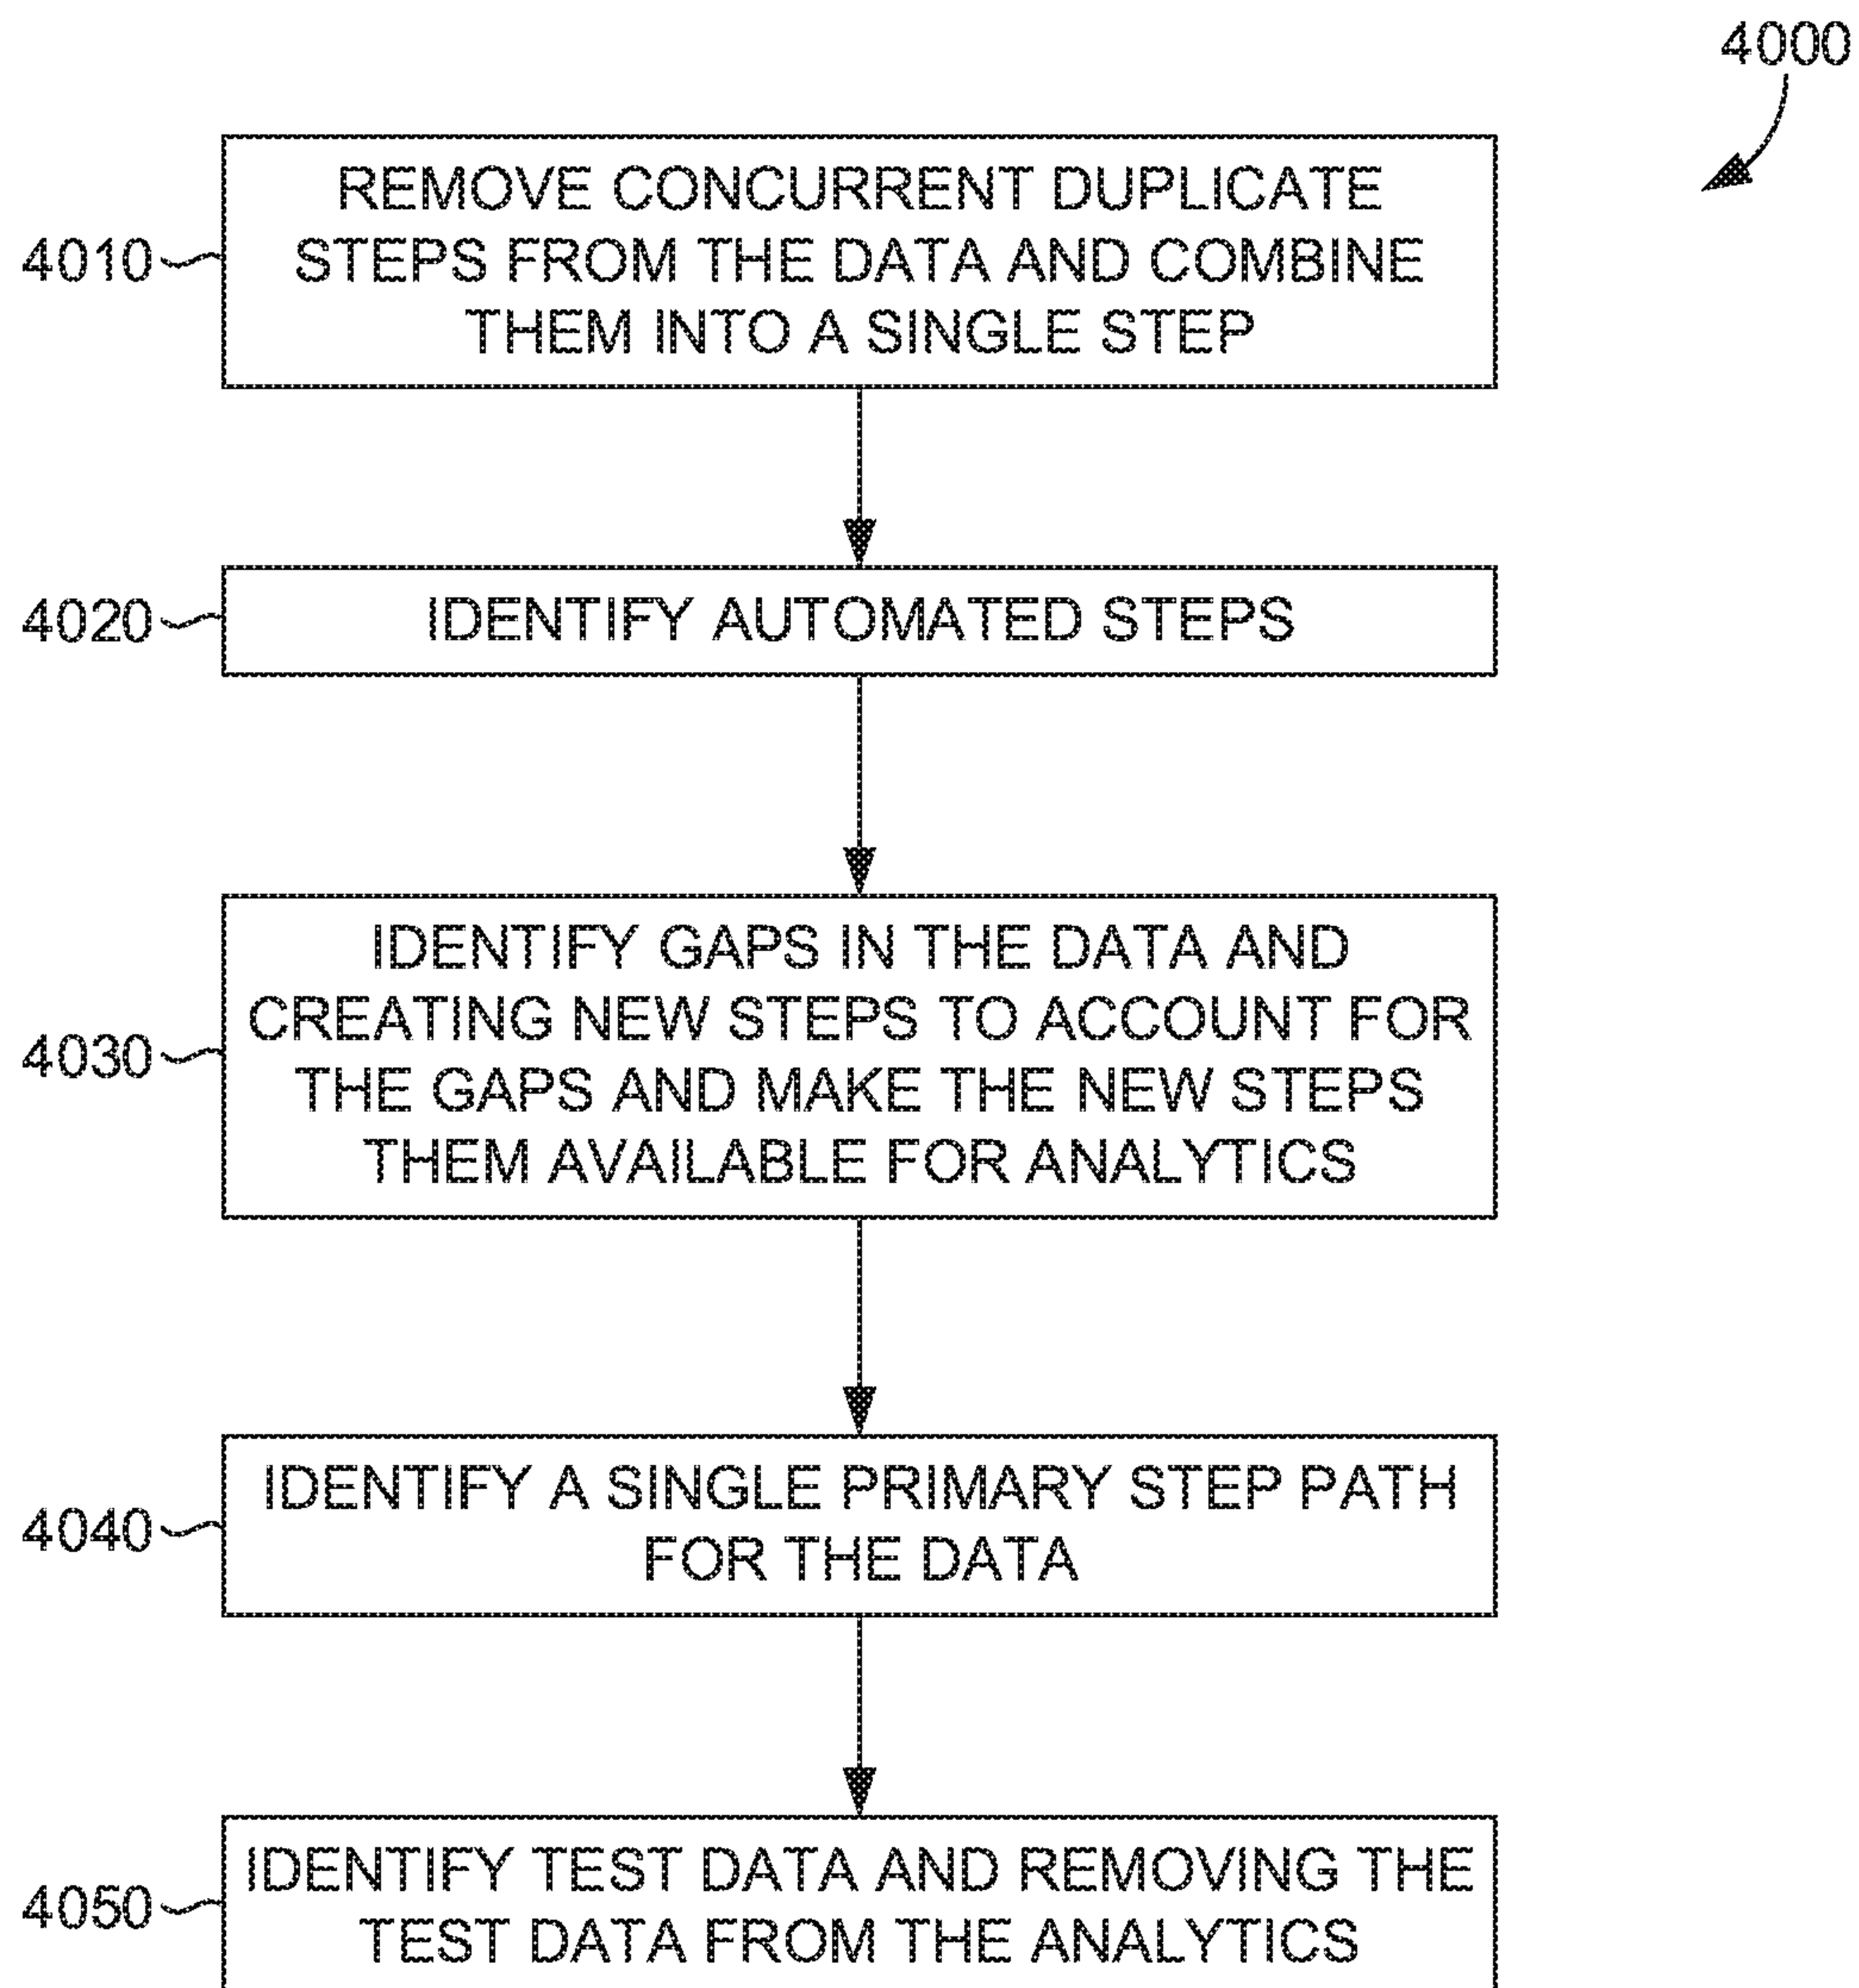 4000
REMOVE CONCURRENT DUPLICATE
4010 STEPS FROM THE DATA AND COMBINE
THEM INTO A SINGLE STEP
4020 IDENTIFY AUTOMATED STEPS
IDENTIFY GAPS IN THE DATA AND
CREATING NEW STEPS TO ACCOUNT FOR
4030
THE GAPS AND MAKE THE NEW STEPS
THEM AVAILABLE FOR ANALYTICS
IDENTIFY A SINGLE PRIMARY STEP PATH
4040
FOR THE DATA
IDENTIFY TEST DATA AND REMOVING THE
4050
TEST DATA FROM THE ANALYTICS